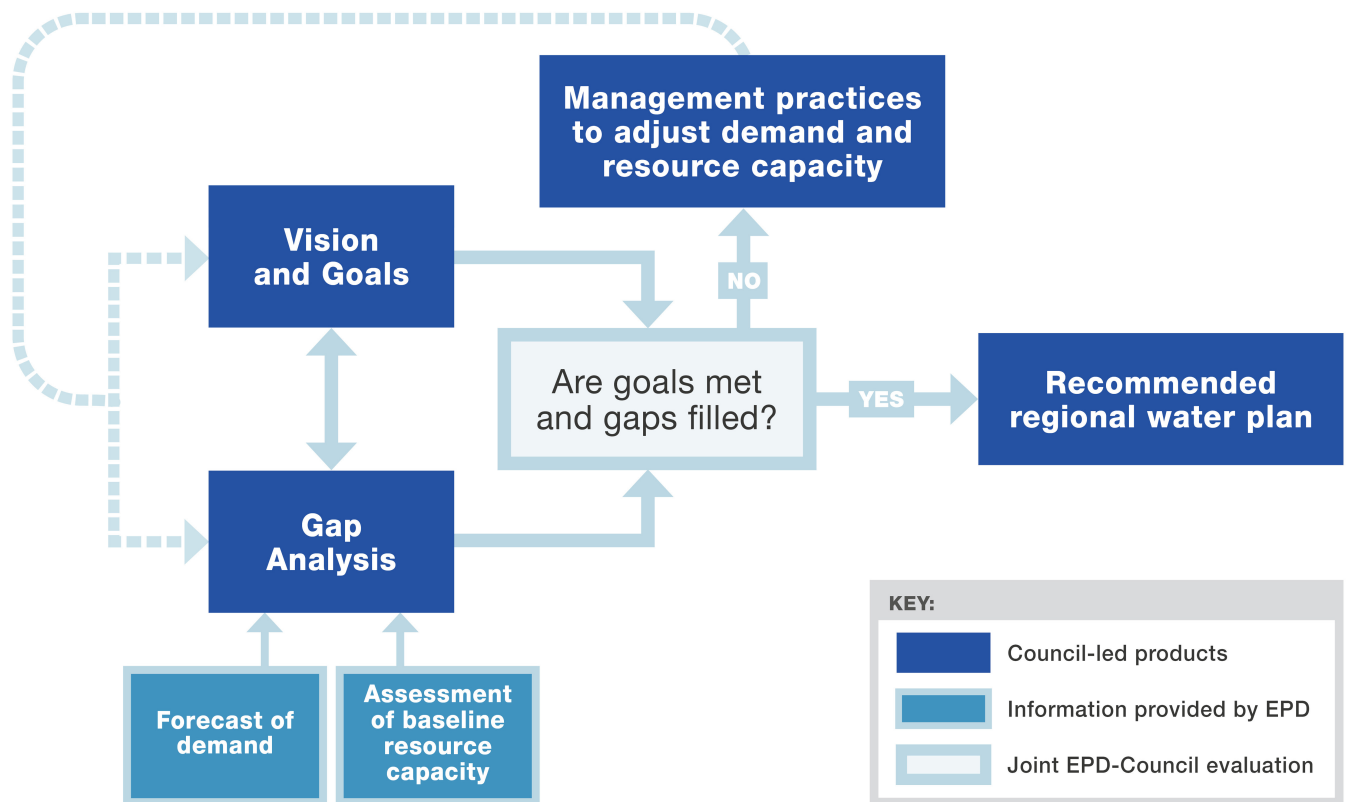 Management practices
to adjust demand and
resource capacity
Vision
and Goals
NO
Are goals met
and gaps filled?
YES
Recommended
regional water plan
Gap
Analysis
Forecast of
demand
Assessment
of baseline
resource
capacity
KEY:
Council-led products
Information provided by EPD
Joint EPD-Council evaluation